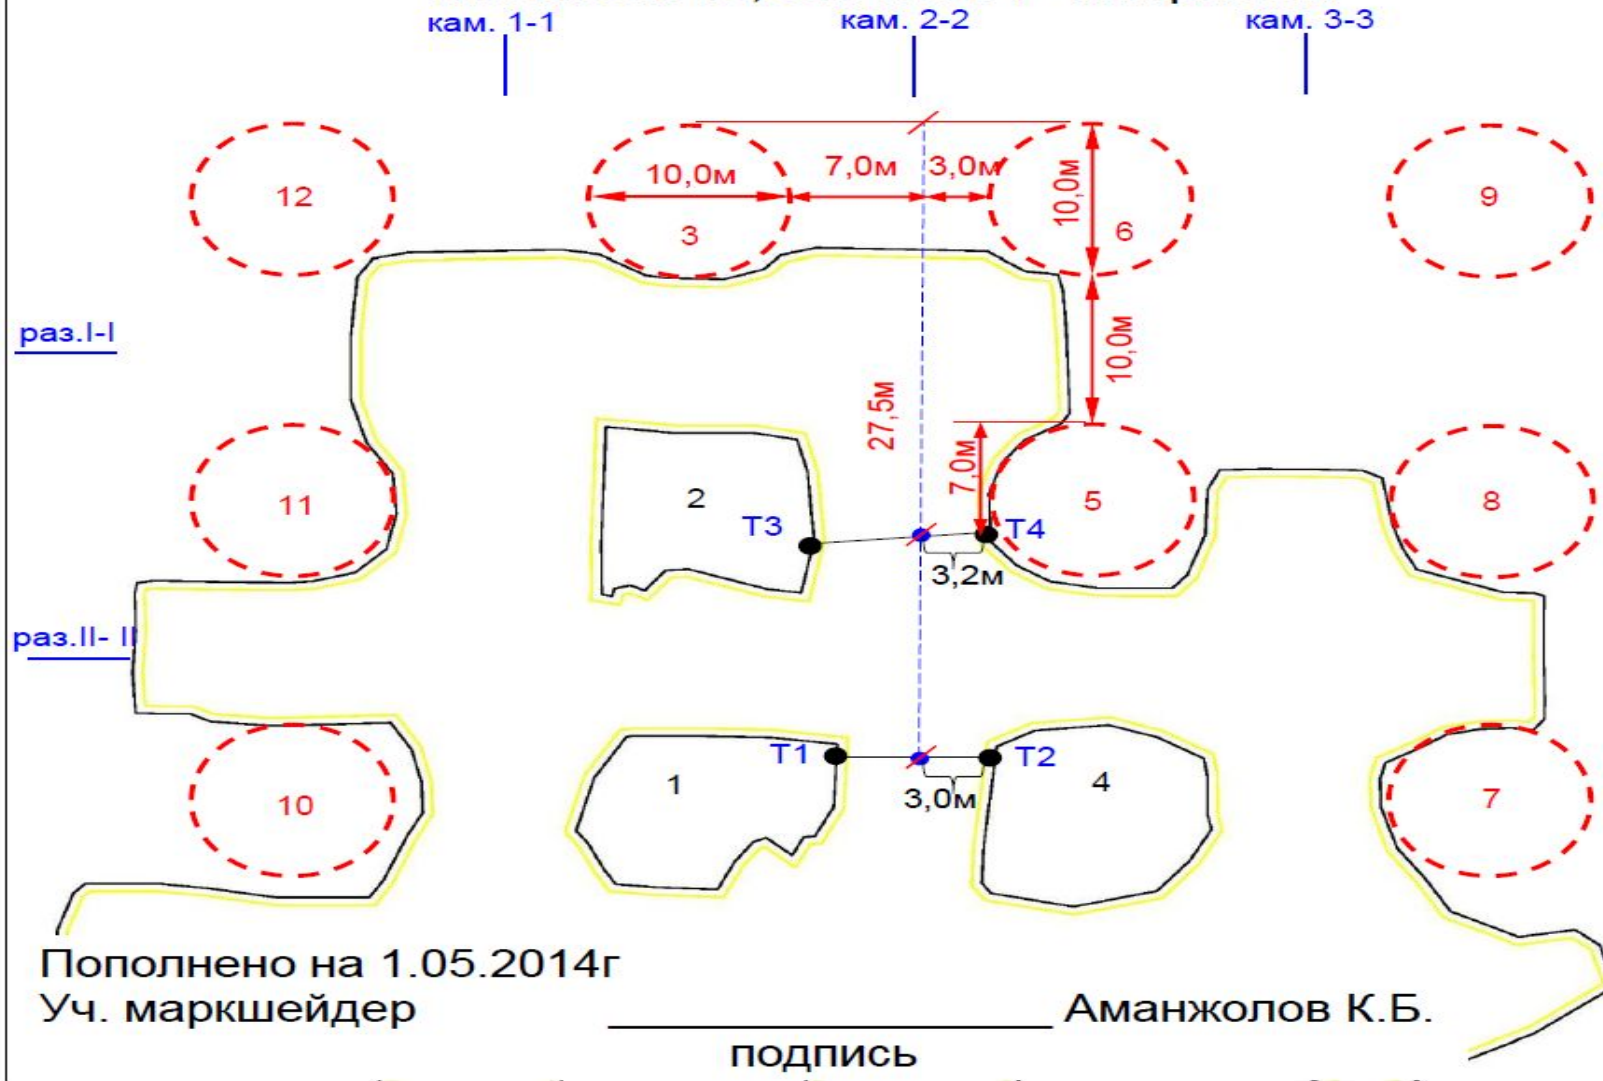 кам. 1-1 кам. 2-2 кам. 3-3
12 10,0м 7,0м 3,0м 10,0м 9
3 6
раз.I-I
10,0м
27,5м
7,0м
11 2 5 8
Т3 Т4
3,2м
раз.II- II
Т1 Т2
10 1 3,0м 4 7
Пополнено на 1.05.2014г
Уч. маркшейдер Аманжолов К.Б.
подпись